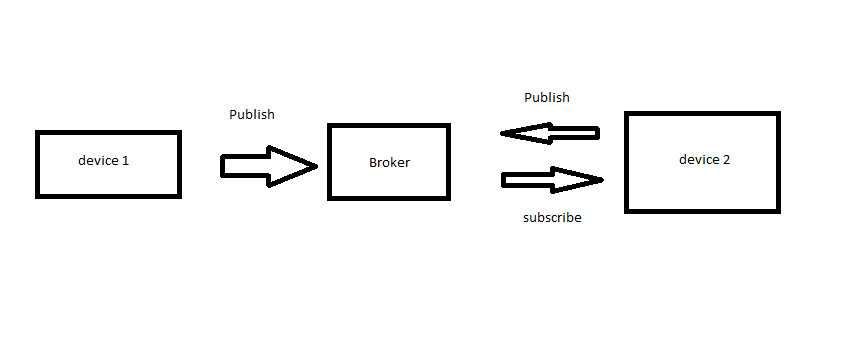 Publish
device 1
Broker
Publish
subscribe
device 2